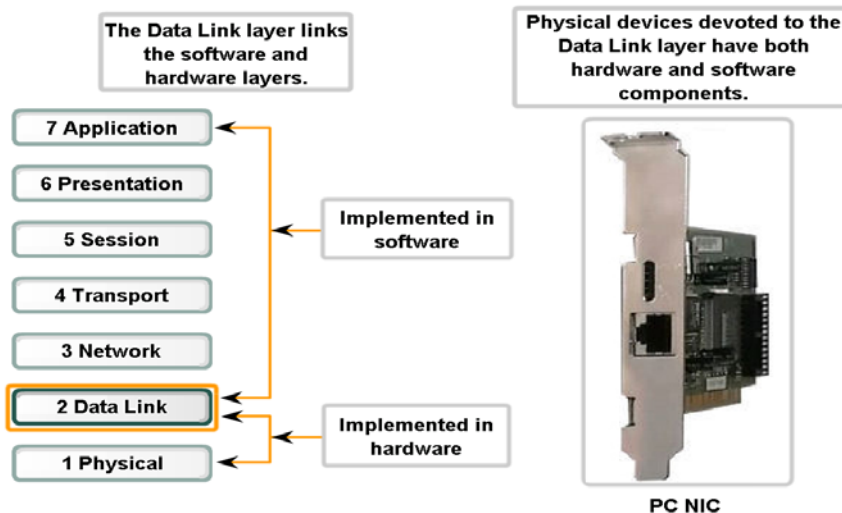 The Data Link layer links
the software and
hardware layers.
Physical devices devoted to the
Data Link layer have both
hardware and software
components.
7 Application
6 Presentation
5 Session
4 Transport
3 Network
2 Data Link
1 Physical
Implemented in
software
Implemented in
hardware
PC NIC